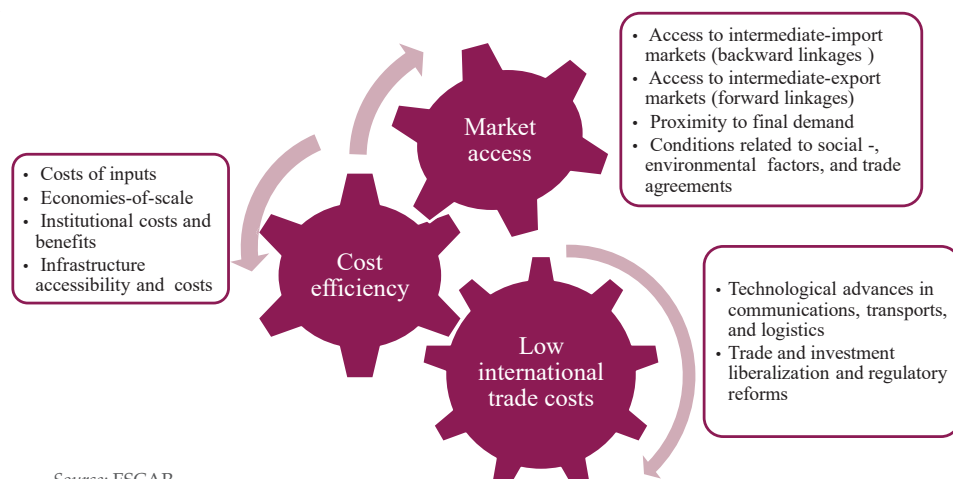 • Access to intermediate-import
markets (backward linkages )
• Access to intermediate-export
markets (forward linkages)
• Proximity to final demand
• Conditions related to social -,
environmental factors, and trade
agreements
Market
access
• Costs of inputs
• Economies-of-scale
• Institutional costs and
benefits
• Infrastructure
accessibility and costs
Cost
efficiency
• Technological advances in
communications, transports,
and logistics
• Trade and investment
liberalization and regulatory
reforms
Low
international
trade costs
Source: ESCAP